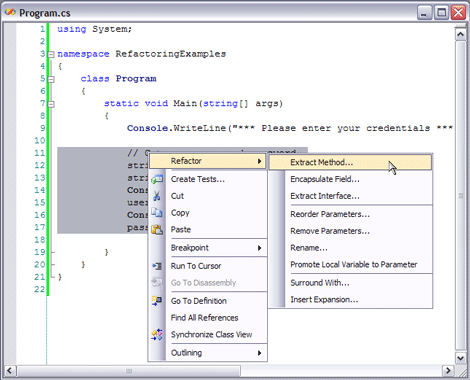 Program.cs
1 using System;
2
3 namespace RefactoringExamples
4 {
5 class Program
6 {
7 static void Main(string[] args)
8 {
9 Console.WriteLine("*** Please enter your credentials **
10
11 //
12 stri
13 stri
14 Cons
15 user
16 Cons
17 pass
18
19 }
20 }
21 }
22
Refactor
Create Tests...
Cut
Copy
Paste
Breakpoint
Run To Cursor
Go To Disassembly
Go To Definition
Find All References
Synchronize Class View
Outlining
Extract Method...
Encapsulate Field...
Extract Interface...
Reorder Parameters...
Remove Parameters...
Rename...
Promote Local Variable to Parameter
Surround With...
Insert Expansion...